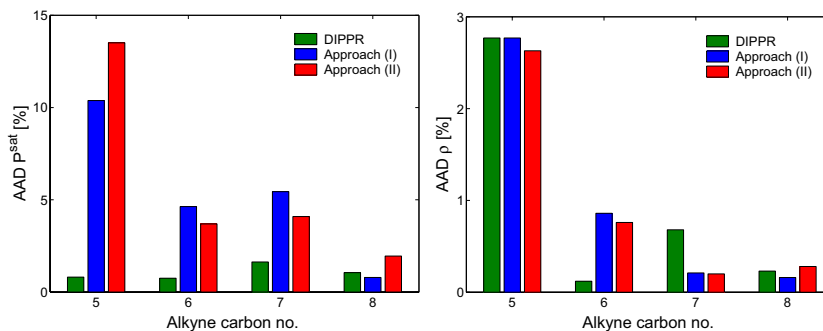 15
10
5
0
AAD P^sat [%]
DIPPR
Approach (I)
Approach (II)
5 6 7 8
Alkyne carbon no.
3
2
1
0
AAD ρ [%]
DIPPR
Approach (I)
Approach (II)
5 6 7 8
Alkyne carbon no.